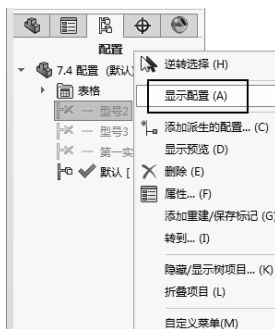 配置
7.4 配置 (默认
表格
型号2
型号3
第一实
默认 [
逆转选择 (H)
显示配置 (A)
添加派生的配置... (C)
显示预览 (D)
删除 (E)
属性... (F)
添加重建/保存标记 (G)
转到... (I)
隐藏/显示树项目... (K)
折叠项目 (L)
自定义菜单(M)